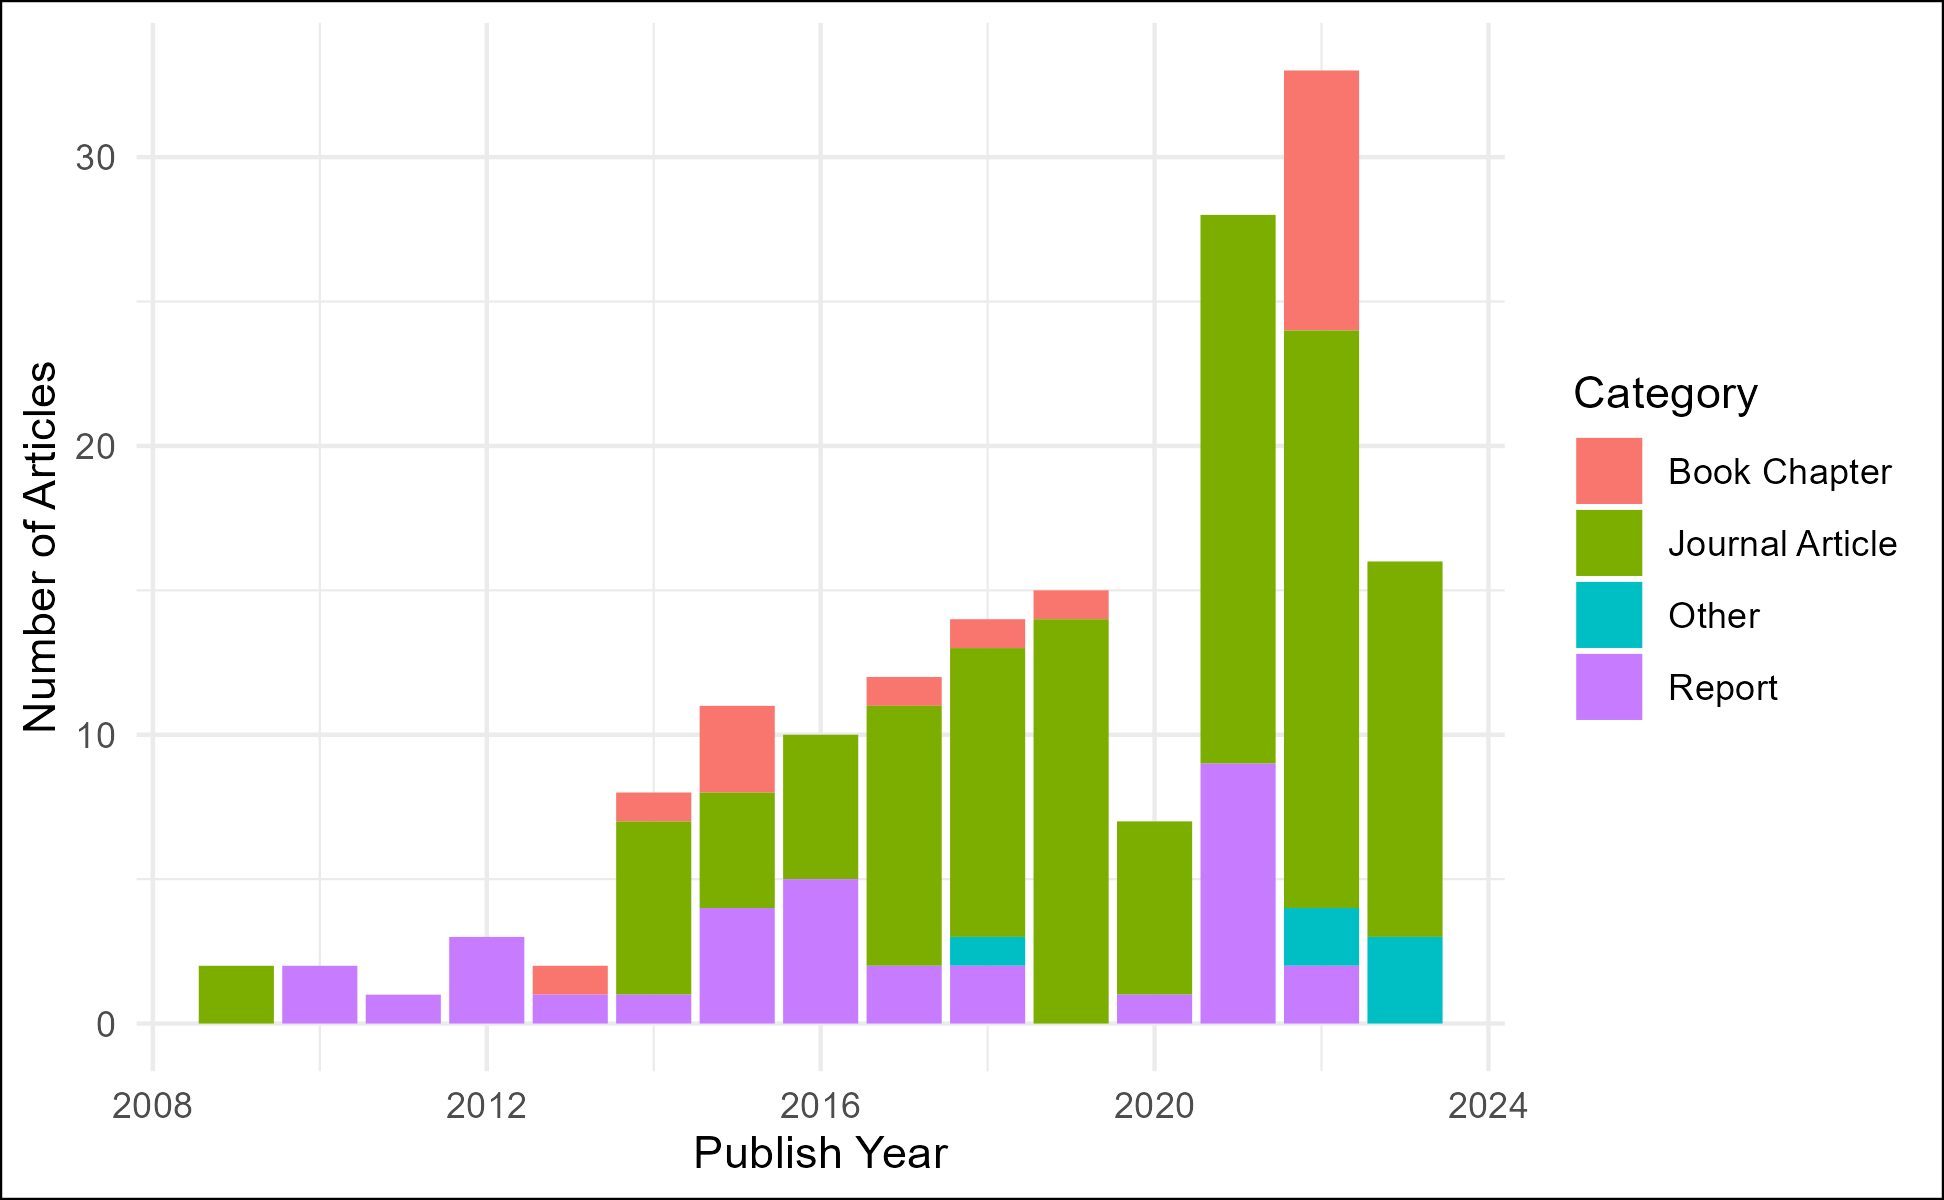 Number of Articles
30
20
10
0
2008
2012
2016
2020
2024
Publish Year
Category
Book Chapter
Journal Article
Other
Report